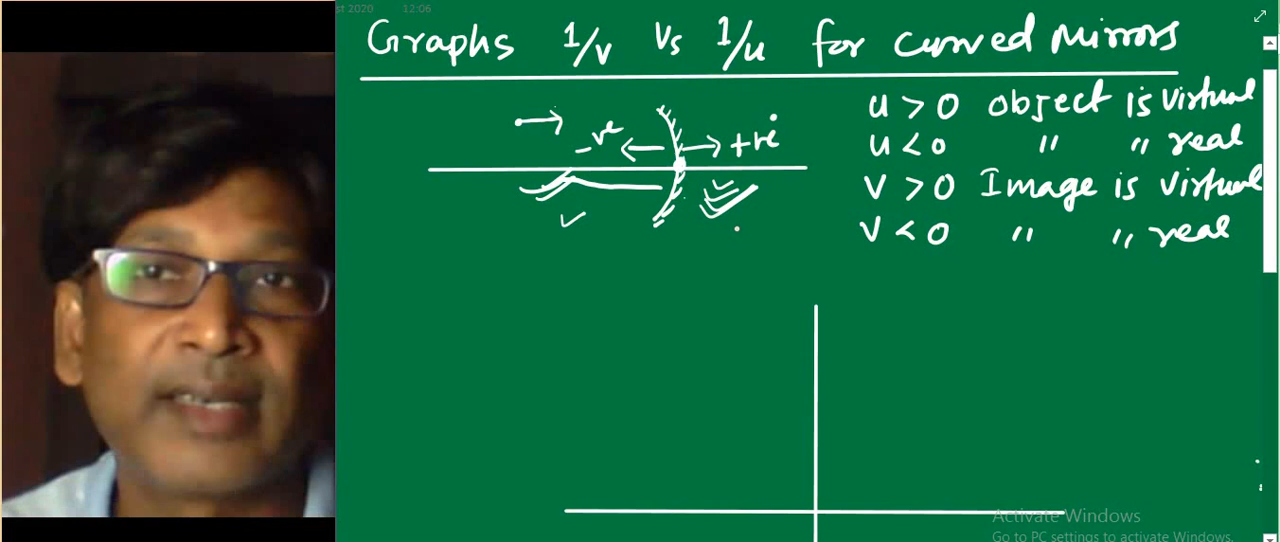 st 2020 12:06
Graphs 1/v Vs 1/u for curved Mirrors
u > 0 object is virtual
-ve +ve
u < 0 " " real
v > 0 Image is virtual
v < 0 " " real
Activate Windows
Go to PC settings to activate Windows.